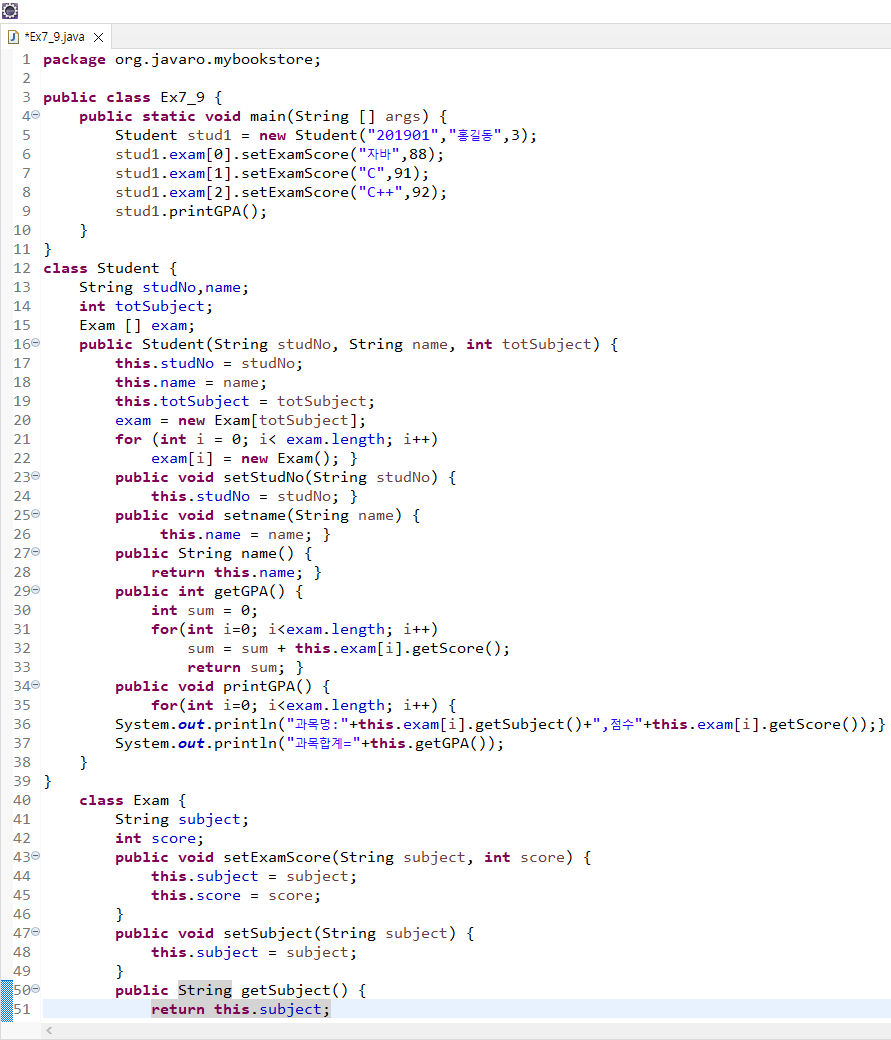 *Ex7_9.java
1 package org.javaro.mybookstore;
2
3 public class Ex7_9 {
4 public static void main(String [] args) {
5 Student stud1 = new Student("201901","홍길동",3);
6 stud1.exam[0].setExamScore("자바",88);
7 stud1.exam[1].setExamScore("C",91);
8 stud1.exam[2].setExamScore("C++",92);
9 stud1.printGPA();
10 }
11 }
12 class Student {
13 String studNo,name;
14 int totSubject;
15 Exam [] exam;
16 public Student(String studNo, String name, int totSubject) {
17 this.studNo = studNo;
18 this.name = name;
19 this.totSubject = totSubject;
20 exam = new Exam[totSubject];
21 for (int i = 0; i< exam.length; i++)
22 exam[i] = new Exam(); }
23 public void setStudNo(String studNo) {
24 this.studNo = studNo; }
25 public void setname(String name) {
26 this.name = name; }
27 public String name() {
28 return this.name; }
29 public int getGPA() {
30 int sum = 0;
31 for(int i=0; i<exam.length; i++)
32 sum = sum + this.exam[i].getScore();
33 return sum; }
34 public void printGPA() {
35 for(int i=0; i<exam.length; i++) {
36 System.out.println("과목명:"+this.exam[i].getSubject()+",점수"+this.exam[i].getScore());}
37 System.out.println("과목합계="+this.getGPA());
38 }
39 }
40 class Exam {
41 String subject;
42 int score;
43 public void setExamScore(String subject, int score) {
44 this.subject = subject;
45 this.score = score;
46 }
47 public void setSubject(String subject) {
48 this.subject = subject;
49 }
50 public String getSubject() {
51 return this.subject;